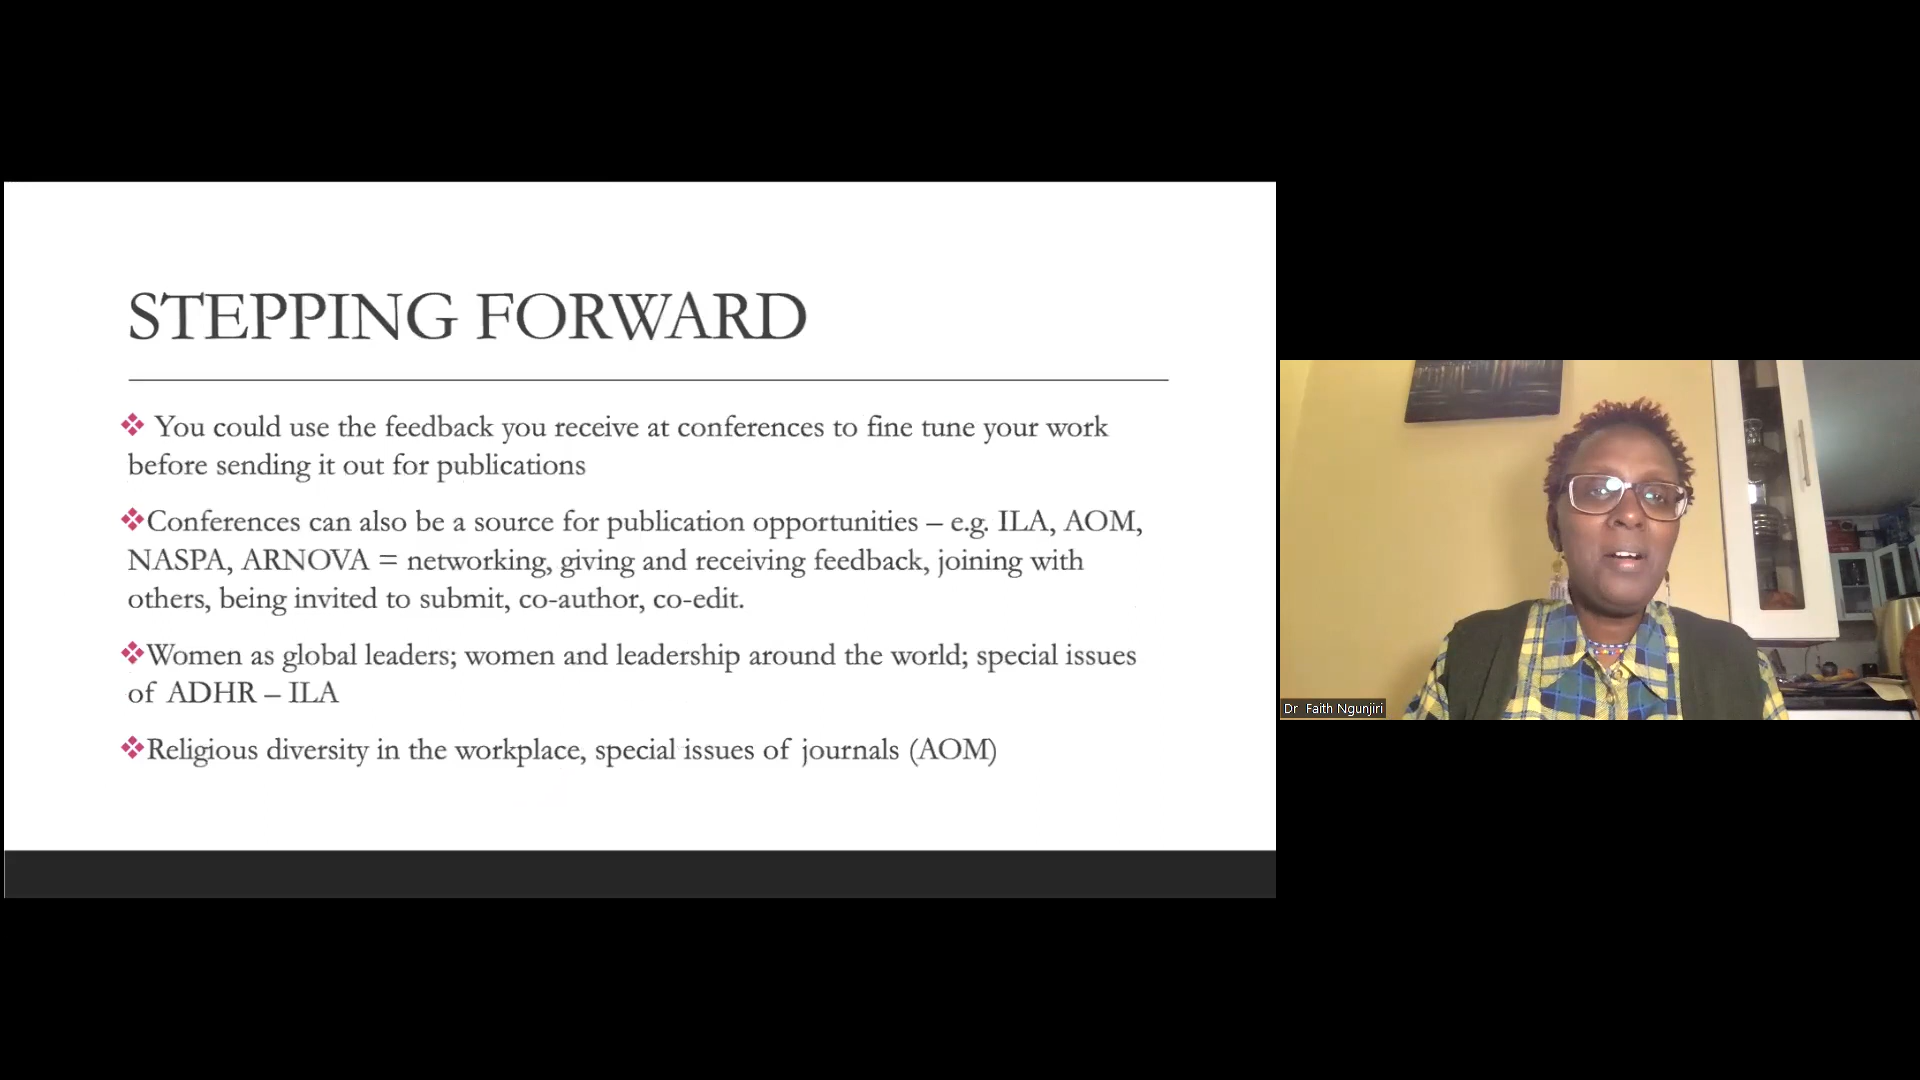 STEPPING FORWARD
You could use the feedback you receive at conferences to fine tune your work
before sending it out for publications
Conferences can also be a source for publication opportunities – e.g. ILA, AOM,
NASPA, ARNOVA = networking, giving and receiving feedback, joining with
others, being invited to submit, co-author, co-edit.
Women as global leaders; women and leadership around the world; special issues
of ADHR – ILA
Religious diversity in the workplace, special issues of journals (AOM)
Dr Faith Ngunjiri